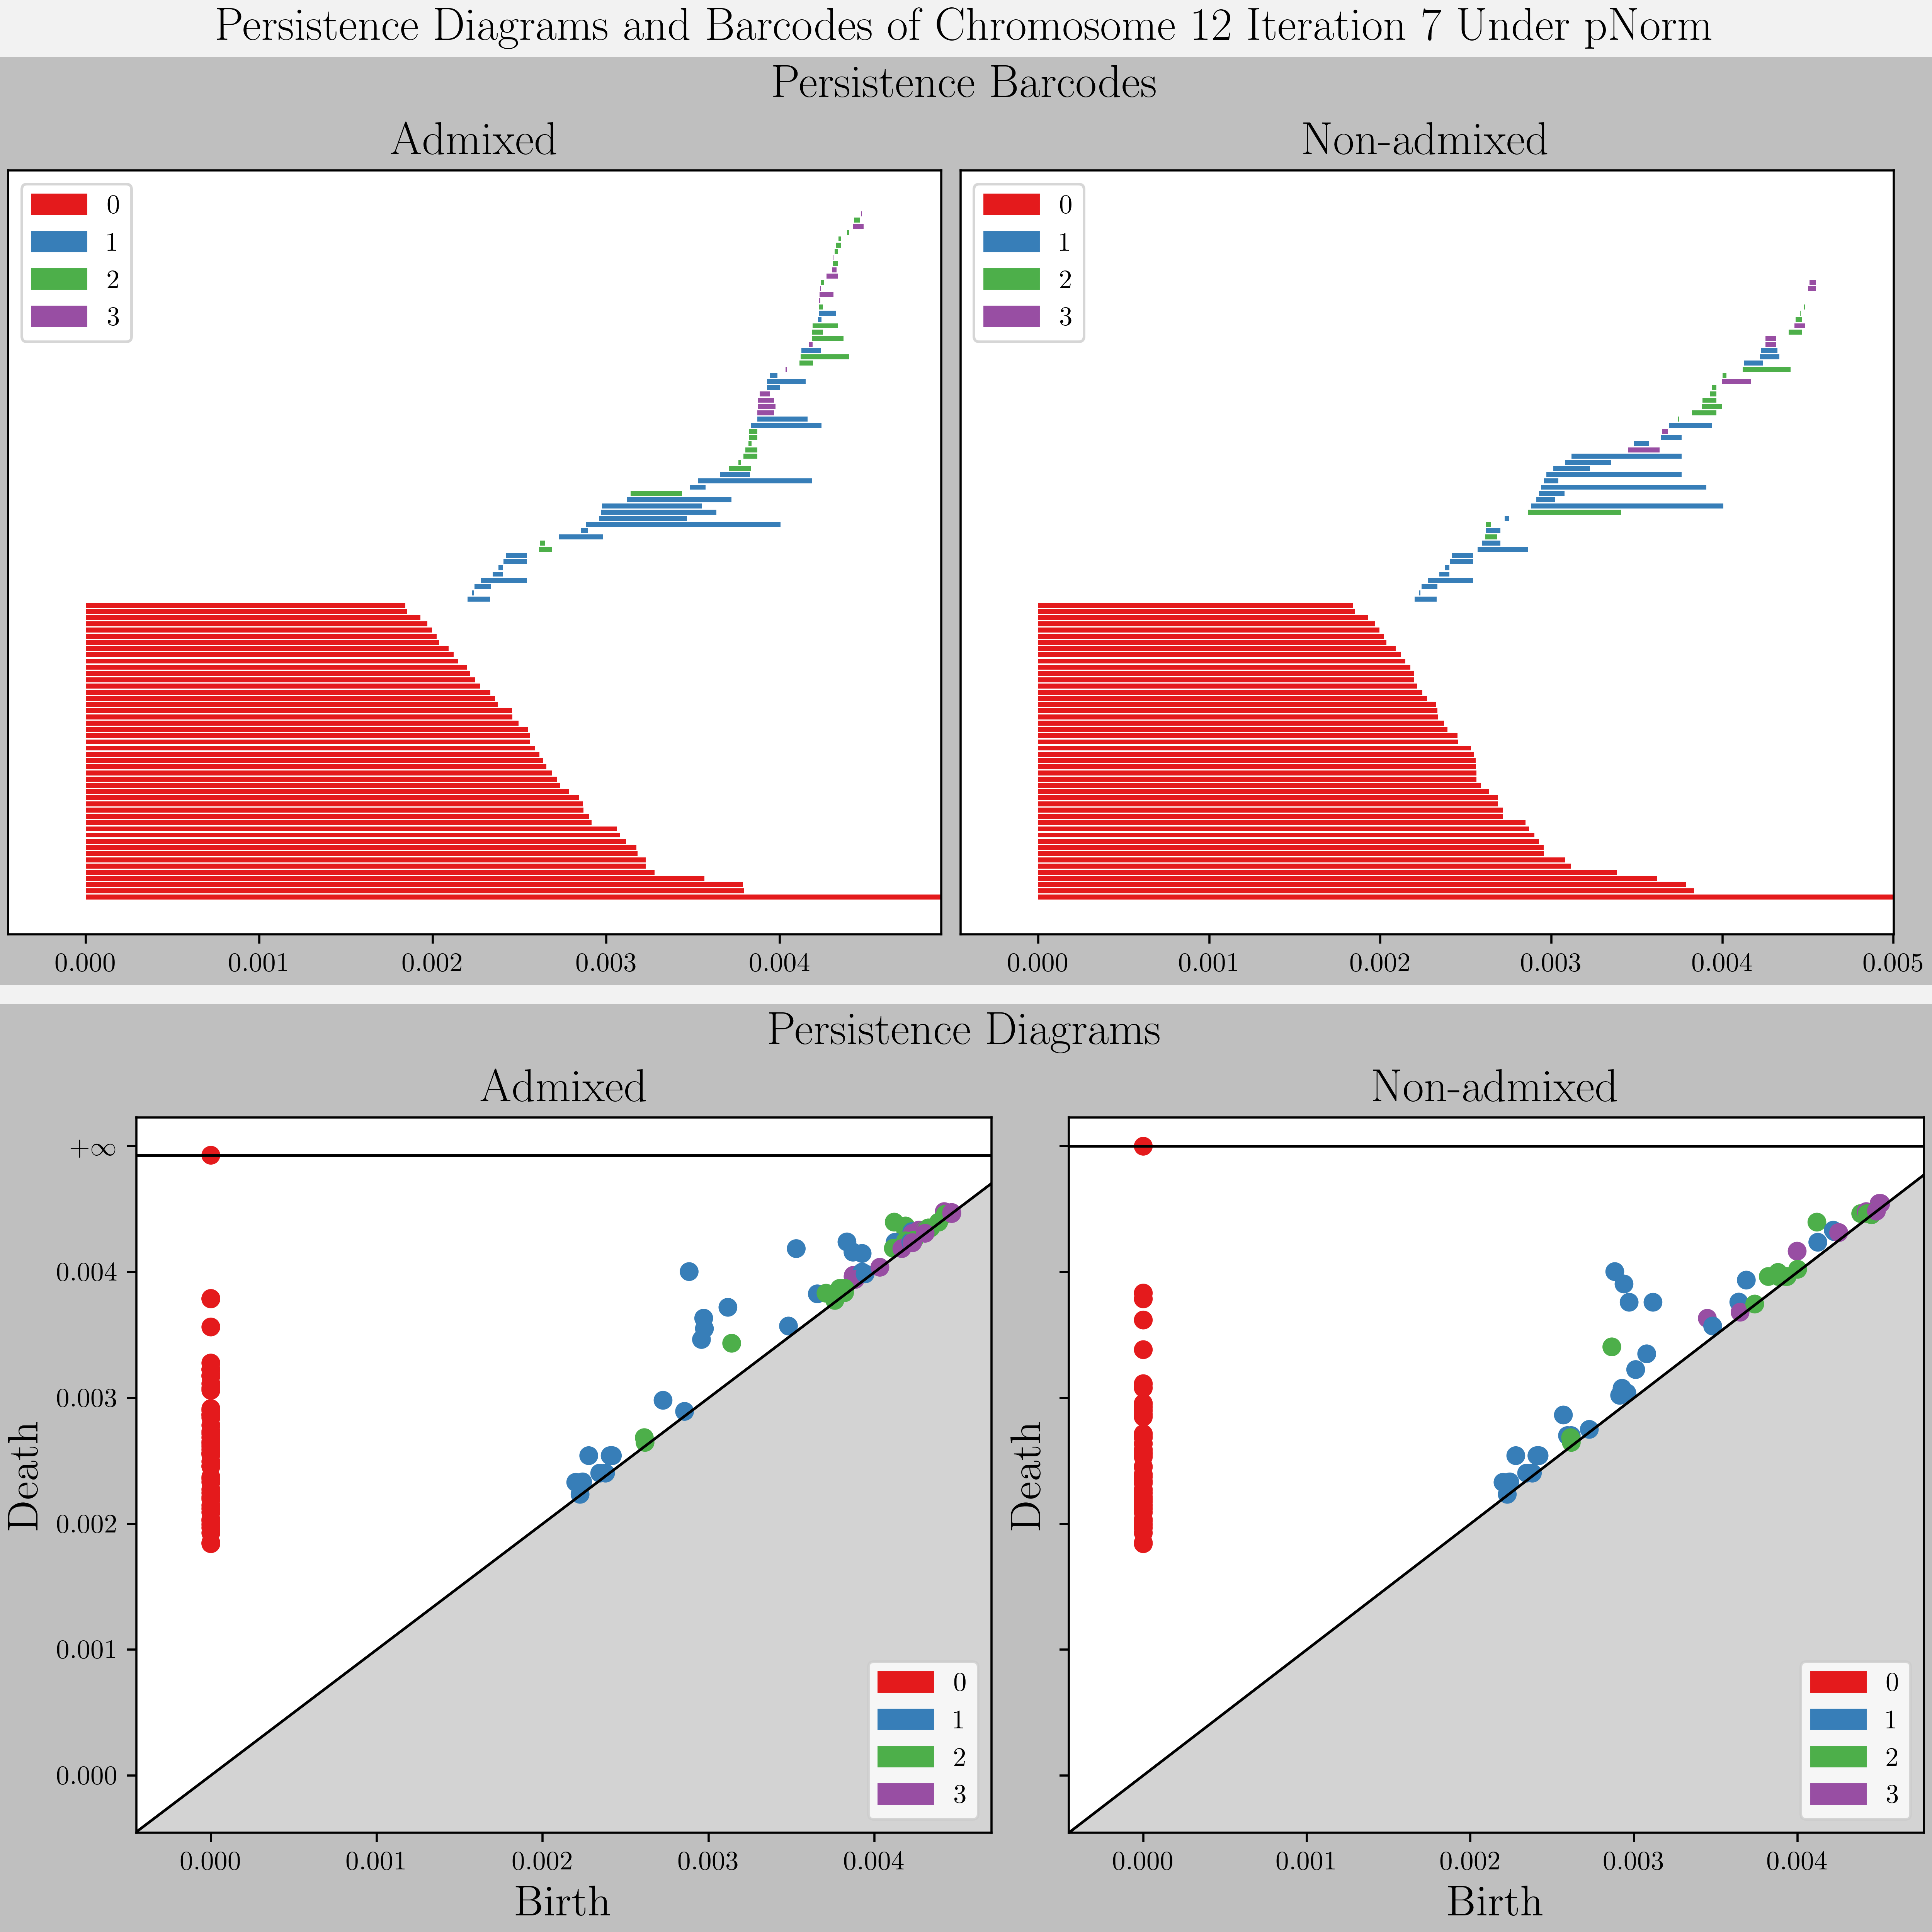 Persistence Diagrams and Barcodes of Chromosome 12 Iteration 7 Under pNorm
Persistence Barcodes
Admixed
Non-admixed
0
1
2
3
0
1
2
3
0.000 0.001 0.002 0.003 0.004
0.000 0.001 0.002 0.003 0.004 0.005
Persistence Diagrams
Admixed
Non-admixed
+∞
0.004
0.003
0.002
0.001
0.000
Death
Death
0
1
2
3
0
1
2
3
0.000 0.001 0.002 0.003 0.004
0.000 0.001 0.002 0.003 0.004
Birth
Birth